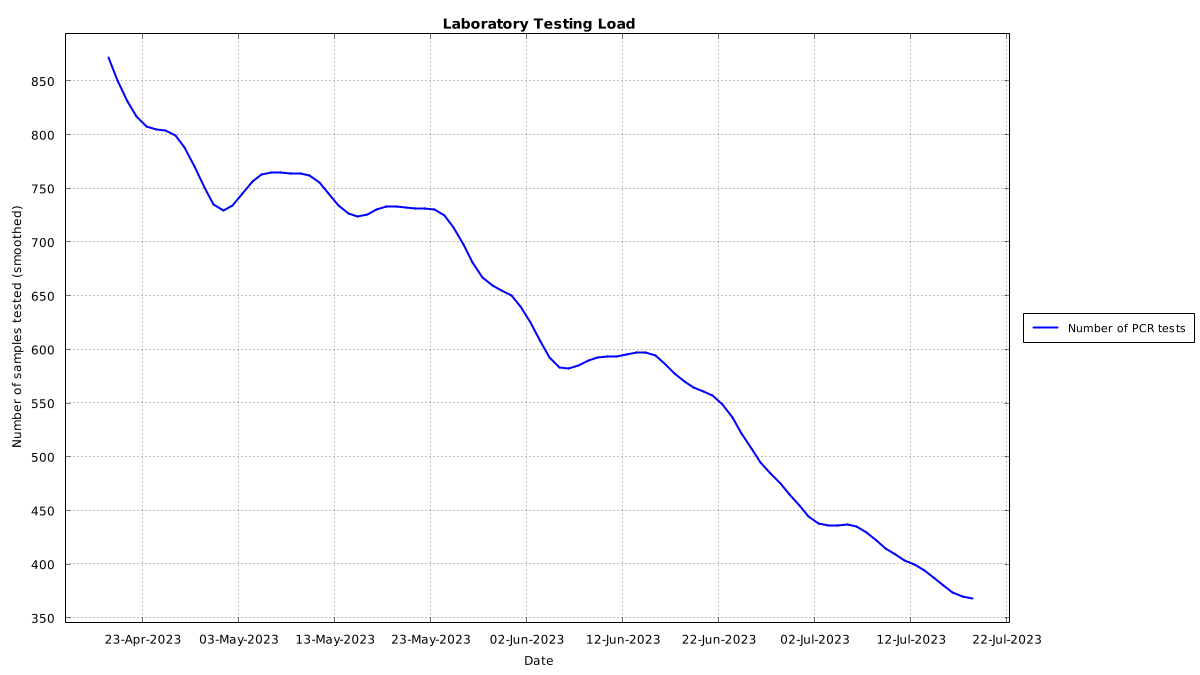 Laboratory Testing Load
850
800
750
700
650
600
550
500
450
400
350
Number of samples tested (smoothed)
23-Apr-2023 03-May-2023 13-May-2023 23-May-2023 02-Jun-2023 12-Jun-2023 22-Jun-2023 02-Jul-2023 12-Jul-2023 22-Jul-2023
Date
Number of PCR tests